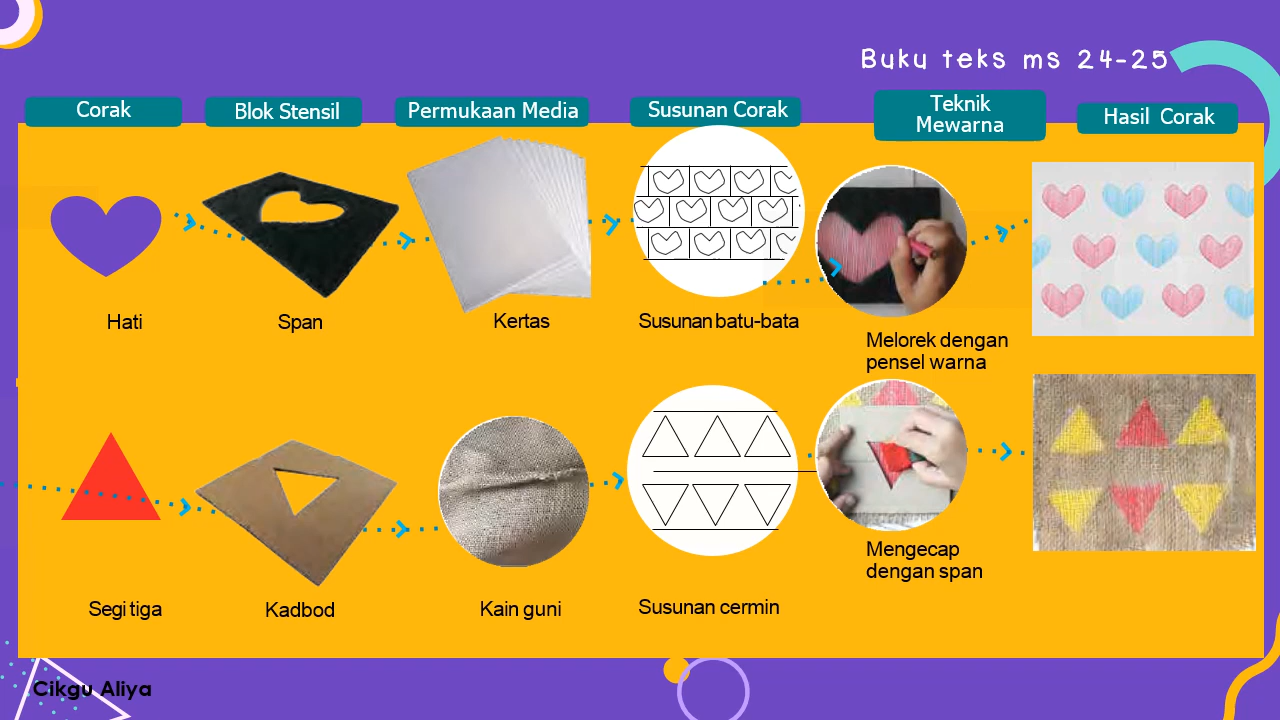 Buku teks ms 24-25
Corak
Blok Stensil
Permukaan Media
Susunan Corak
Teknik
Mewarna
Hasil Corak
Hati
Span
Kertas
Susunan batu-bata
Melorek dengan
pensel warna
Segi tiga
Kadbod
Kain guni
Susunan cermin
Mengecap
dengan span
Cikgu Aliya